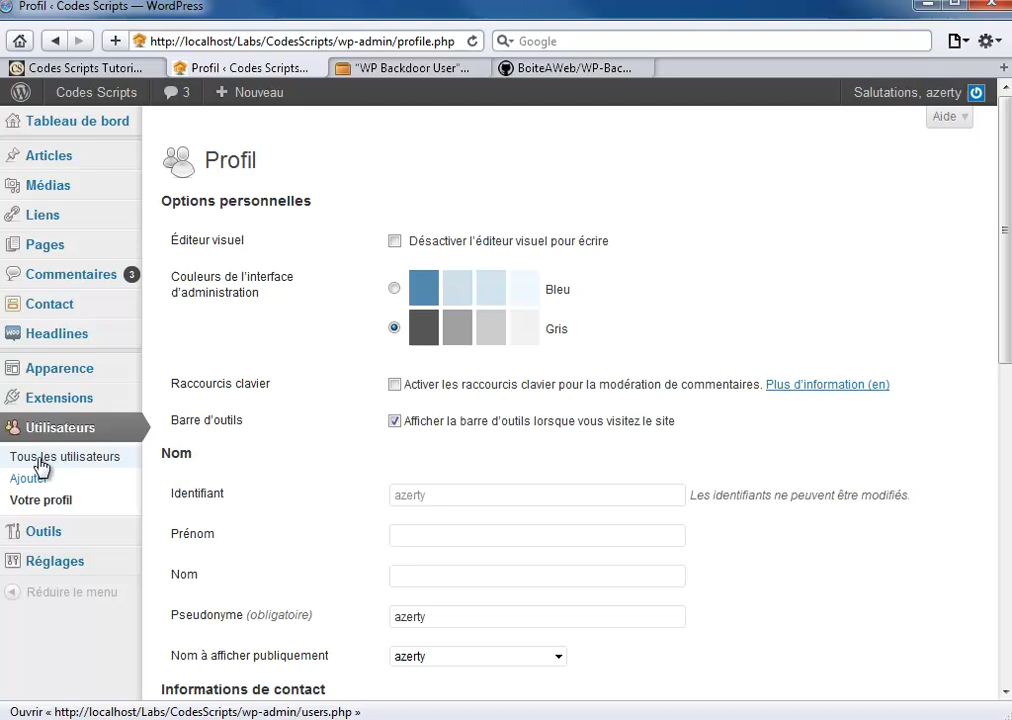 Profil ‹ Codes Scripts — WordPress
http://localhost/Labs/CodesScripts/wp-admin/profile.php
Google
Codes Scripts Tutori...
Profil ‹ Codes Scripts...
"WP Backdoor User"...
BoiteAWeb/WP-Bac...
Codes Scripts
3
Nouveau
Salutations, azerty
Aide
Tableau de bord
Articles
Médias
Liens
Pages
Commentaires 3
Contact
Headlines
Apparence
Extensions
Utilisateurs
Tous les utilisateurs
Ajouter
Votre profil
Outils
Réglages
Réduire le menu
Profil
Options personnelles
Éditeur visuel
Désactiver l’éditeur visuel pour écrire
Couleurs de l’interface
d’administration
Bleu
Gris
Raccourcis clavier
Activer les raccourcis clavier pour la modération de commentaires. Plus d’information (en)
Barre d’outils
Afficher la barre d’outils lorsque vous visitez le site
Nom
Identifiant
azerty
Les identifiants ne peuvent être modifiés.
Prénom
Nom
Pseudonyme (obligatoire)
azerty
Nom à afficher publiquement
azerty
Informations de contact
Ouvrir « http://localhost/Labs/CodesScripts/wp-admin/users.php »